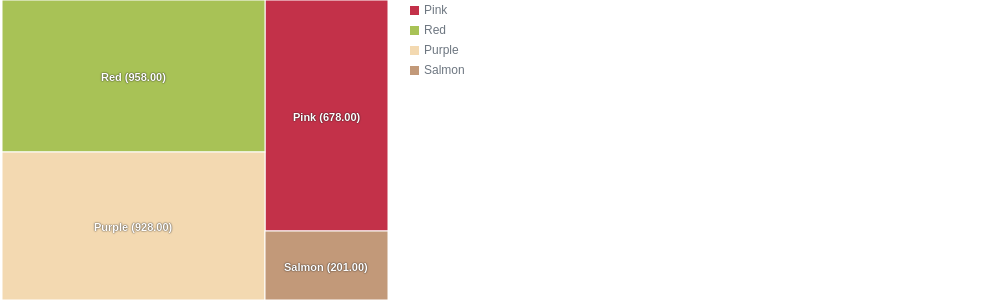 Red (958.00)
Purple (928.00)
Pink (678.00)
Salmon (201.00)
Pink
Red
Purple
Salmon